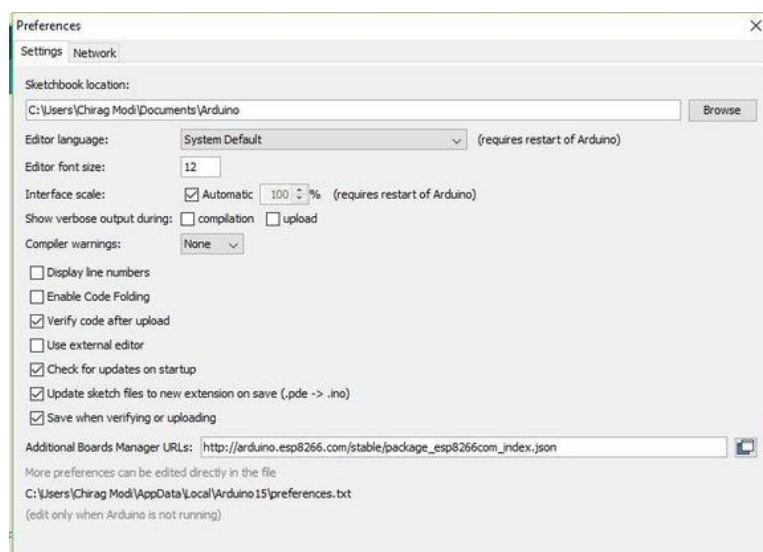 Preferences
Settings Network
Sketchbook location:
C:\Users\Chirag Modi\Documents\Arduino Browse
Editor language: System Default (requires restart of Arduino)
Editor font size: 12
Interface scale: Automatic 100 % (requires restart of Arduino)
Show verbose output during: compilation upload
Compiler warnings: None
Display line numbers
Enable Code Folding
Verify code after upload
Use external editor
Check for updates on startup
Update sketch files to new extension on save (.pde -> .ino)
Save when verifying or uploading
Additional Boards Manager URLs: http://arduino.esp8266.com/stable/package_esp8266com_index.json
More preferences can be edited directly in the file
C:\Users\Chirag Modi\AppData\Local\Arduino15\preferences.txt
(edit only when Arduino is not running)